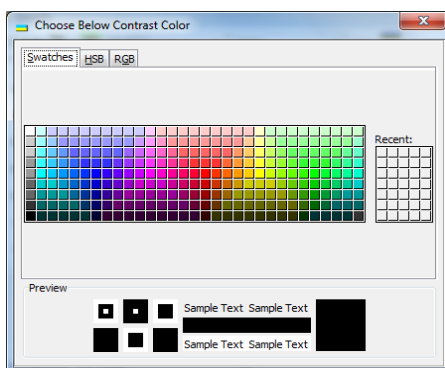 Choose Below Contrast Color
Swatches HSB RGB
Recent:
Preview
Sample Text Sample Text
Sample Text Sample Text